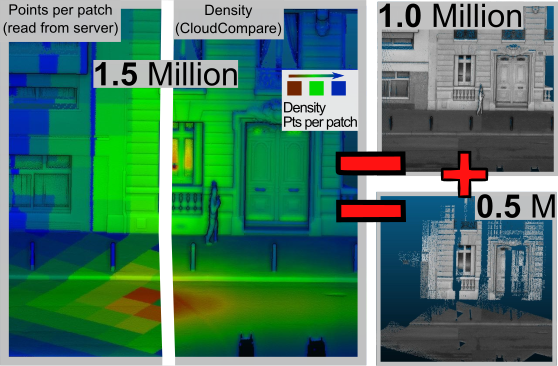 Points per patch
(read from server)
Density
(CloudCompare)
1.5 Million
Density
Pts per patch
1.0 Million
0.5 M